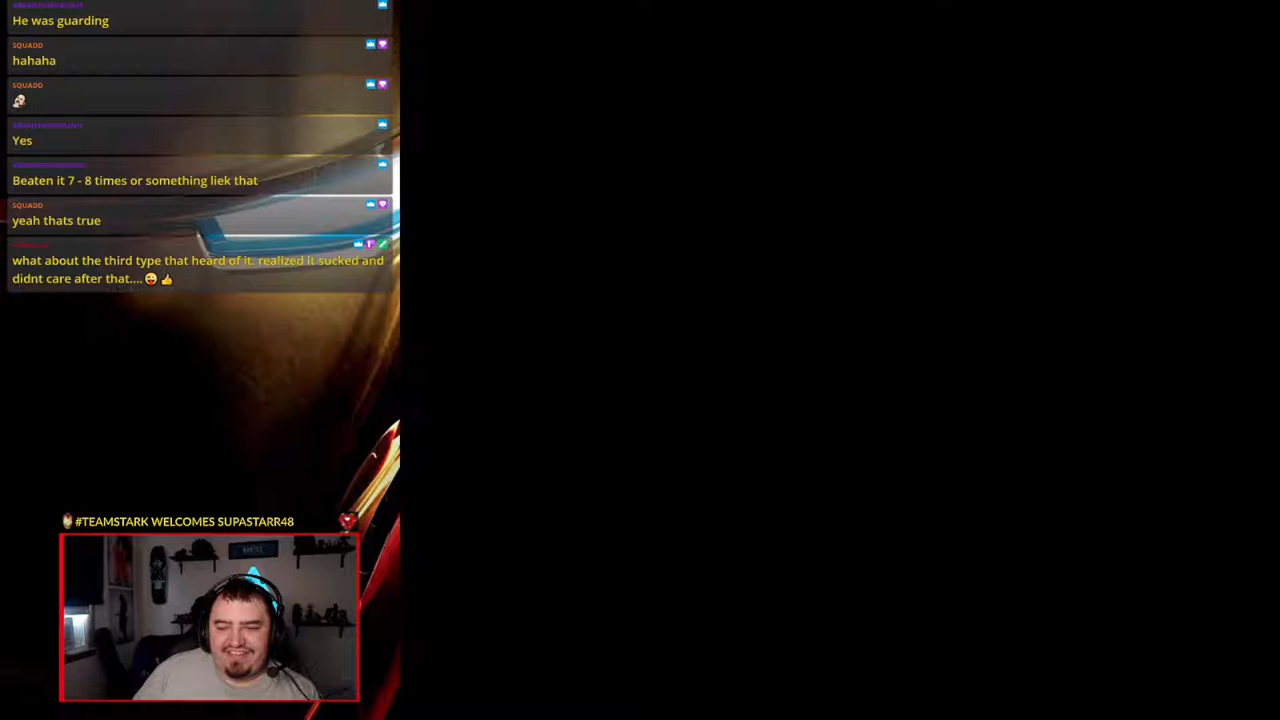 He was guarding
SQUADD
hahaha
SQUADD
Yes
Beaten it 7 - 8 times or something liek that
SQUADD
yeah thats true
what about the third type that heard of it. realized it sucked and
didnt care after that....
#TEAMSTARK WELCOMES SUPASTARR48